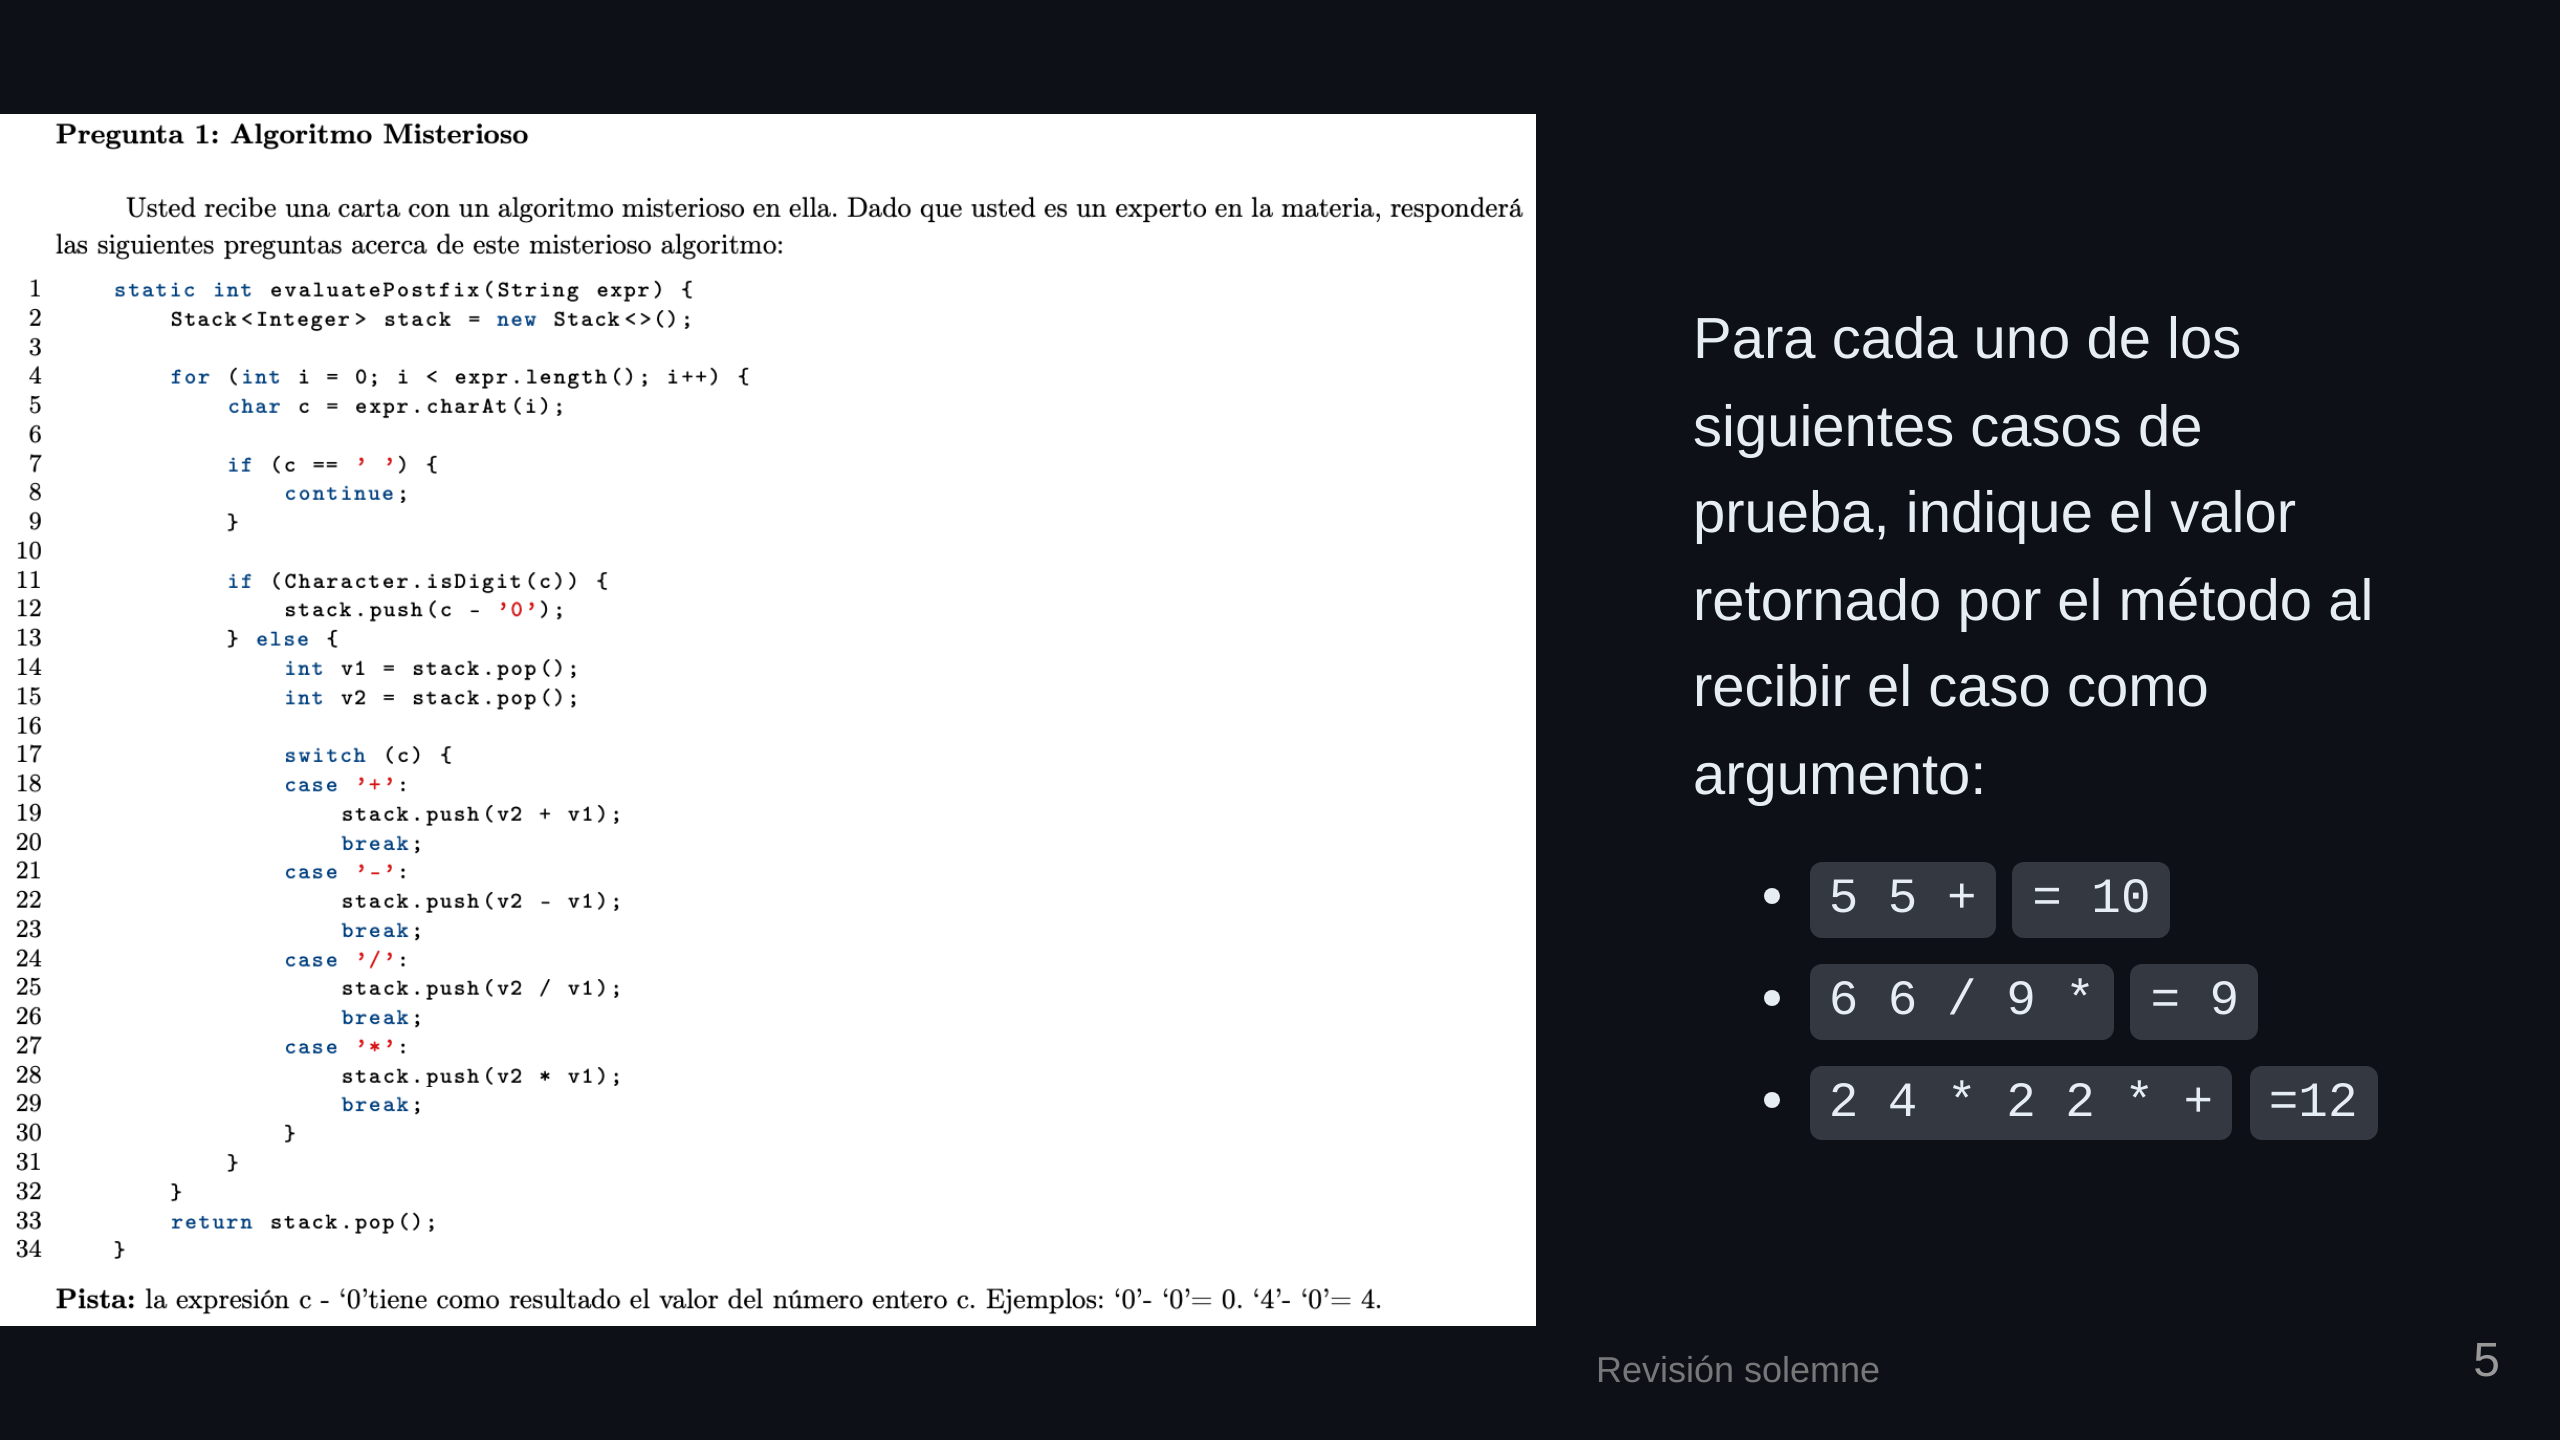 Pregunta 1: Algoritmo Misterioso
Usted recibe una carta con un algoritmo misterioso en ella. Dado que usted es un experto en la materia, responderá
las siguientes preguntas acerca de este misterioso algoritmo:
1 static int evaluatePostfix(String expr) {
2 Stack<Integer> stack = new Stack<>();
3
4 for (int i = 0; i < expr.length(); i++) {
5 char c = expr.charAt(i);
6
7 if (c == ' ') {
8 continue;
9 }
10
11 if (Character.isDigit(c)) {
12 stack.push(c - '0');
13 } else {
14 int v1 = stack.pop();
15 int v2 = stack.pop();
16
17 switch (c) {
18 case '+':
19 stack.push(v2 + v1);
20 break;
21 case '-':
22 stack.push(v2 - v1);
23 break;
24 case '/':
25 stack.push(v2 / v1);
26 break;
27 case '*':
28 stack.push(v2 * v1);
29 break;
30 }
31 }
32 }
33 return stack.pop();
34 }
Pista: la expresión c - ‘0’tiene como resultado el valor del número entero c. Ejemplos: ‘0’- ‘0’= 0. ‘4’- ‘0’= 4.
Para cada uno de los
siguientes casos de
prueba, indique el valor
retornado por el método al
recibir el caso como
argumento:
• 5 5 + = 10
• 6 6 / 9 * = 9
• 2 4 * 2 2 * + =12
Revisión solemne
5